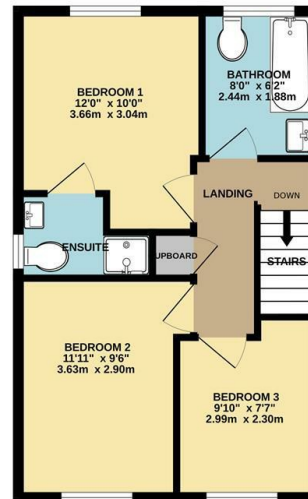 BEDROOM 1
12'0" x 10'0"
3.66m x 3.04m
BATHROOM
8'0" x 6'2"
2.44m x 1.88m
LANDING
DOWN
ENSUITE
UPBOARD
STAIRS
BEDROOM 2
11'11" x 9'6"
3.63m x 2.90m
BEDROOM 3
9'10" x 7'7"
2.99m x 2.30m